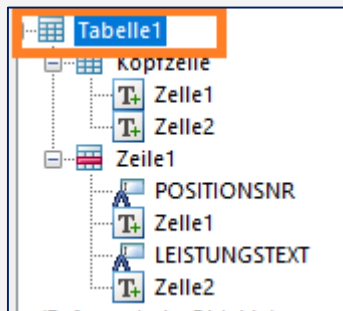 Tabelle1
Kopfzeile
Zelle1
Zelle2
Zeile1
POSITIONSNR
Zelle1
LEISTUNGSTEXT
Zelle2